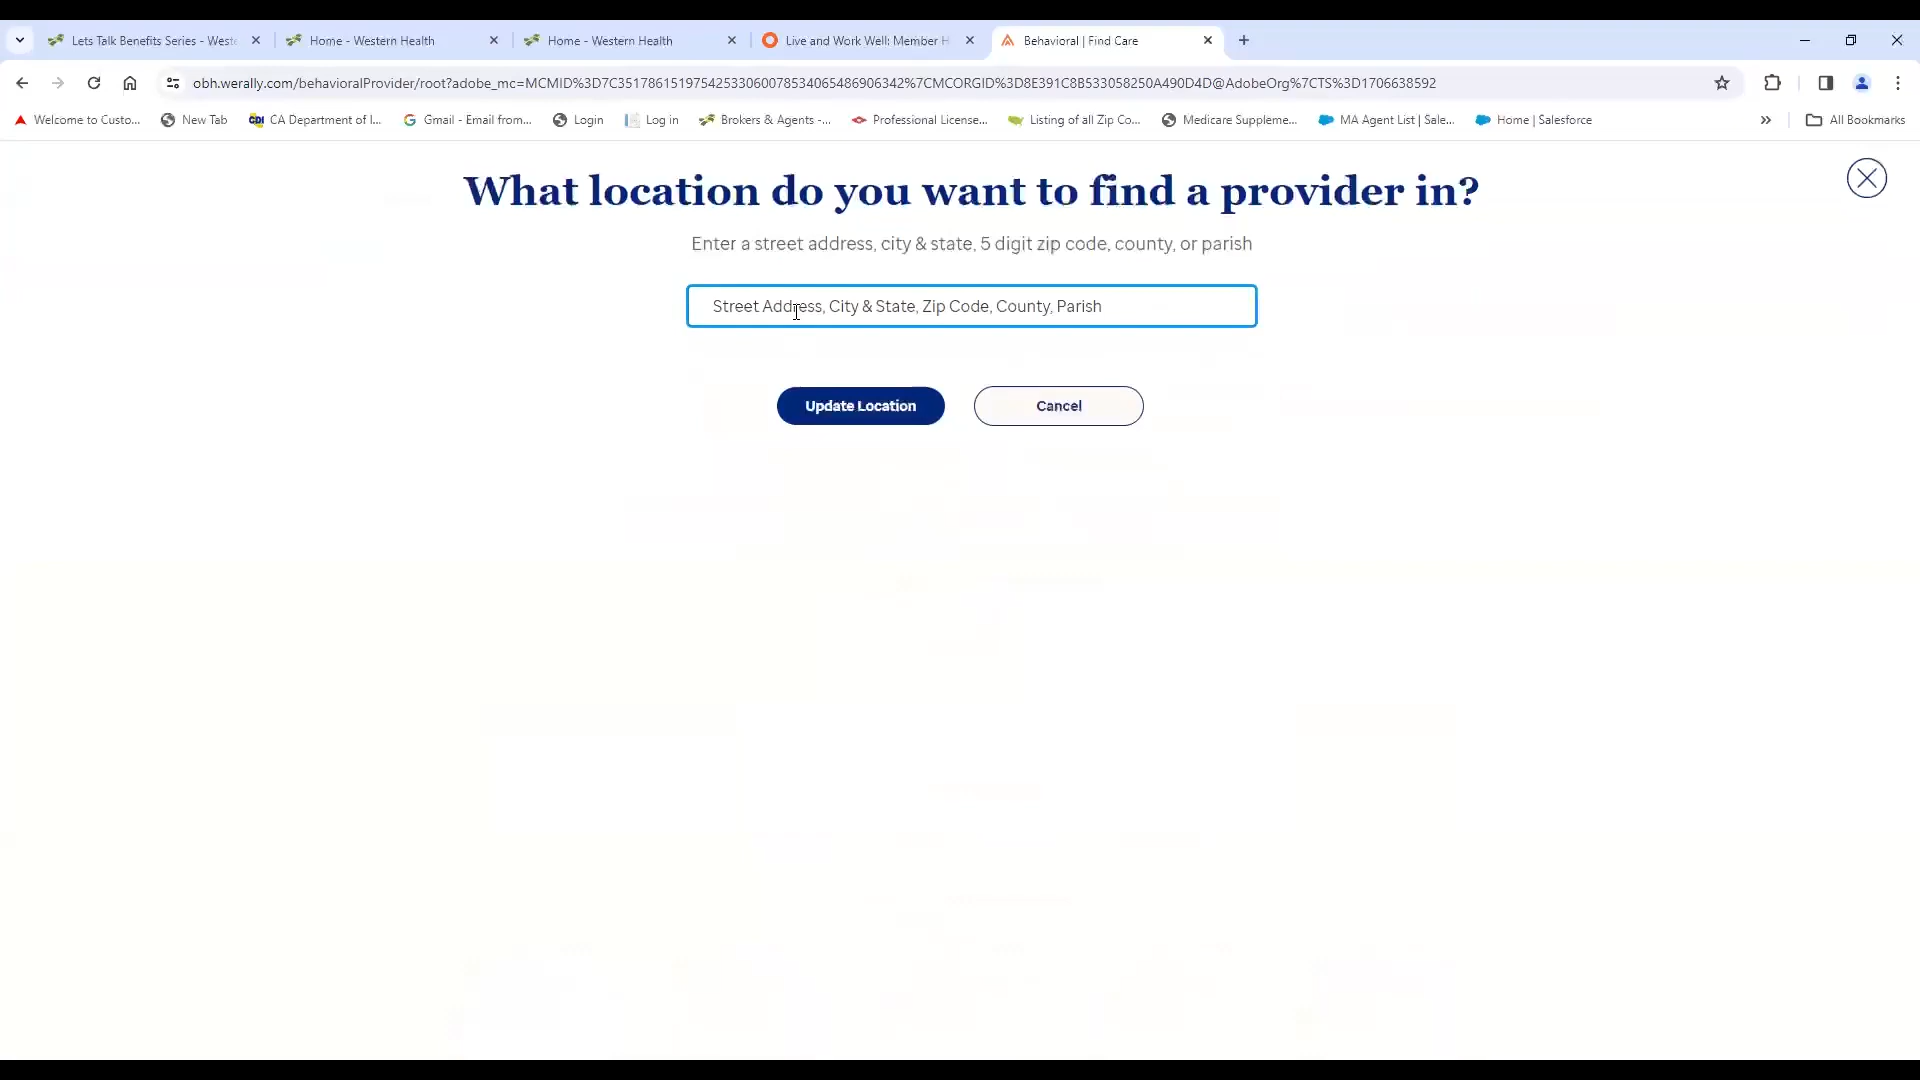 Lets Talk Benefits Series - Weste
Home - Western Health
Home - Western Health
Live and Work Well: Member H
Behavioral | Find Care
obh.werally.com/behavioralProvider/root?adobe_mc=MCMID%3D7C35178615197542533060078534065486906342%7CMCORGID%3D8E391C8B533058250A490D4D@AdobeOrg%7CTS%3D1706638592
Welcome to Custo...
New Tab
CA Department of I...
Gmail - Email from...
Login
Log in
Brokers & Agents -...
Professional License...
Listing of all Zip Co...
Medicare Suppleme...
MA Agent List | Sale...
Home | Salesforce
All Bookmarks
What location do you want to find a provider in?
Enter a street address, city & state, 5 digit zip code, county, or parish
Street Address, City & State, Zip Code, County, Parish
Update Location
Cancel